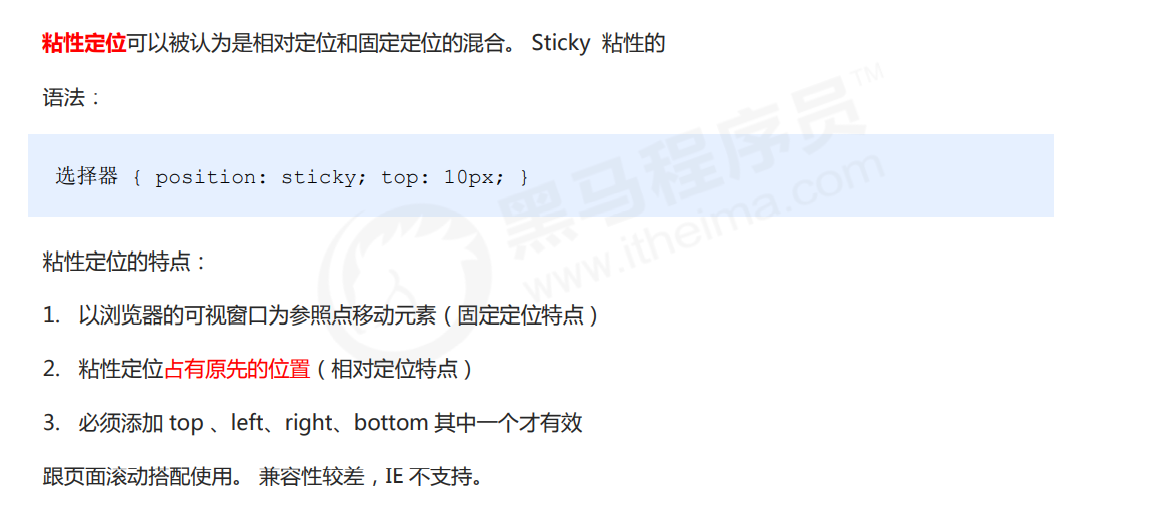 粘性定位可以被认为是相对定位和固定定位的混合。 Sticky 粘性的
语法：
选择器 { position: sticky; top: 10px; }
粘性定位的特点：
1. 以浏览器的可视窗口为参照点移动元素（固定定位特点）
2. 粘性定位占有原先的位置（相对定位特点）
3. 必须添加 top 、left、right、bottom 其中一个才有效
跟页面滚动搭配使用。 兼容性较差，IE 不支持。
黑马程序员™
www.itheima.com